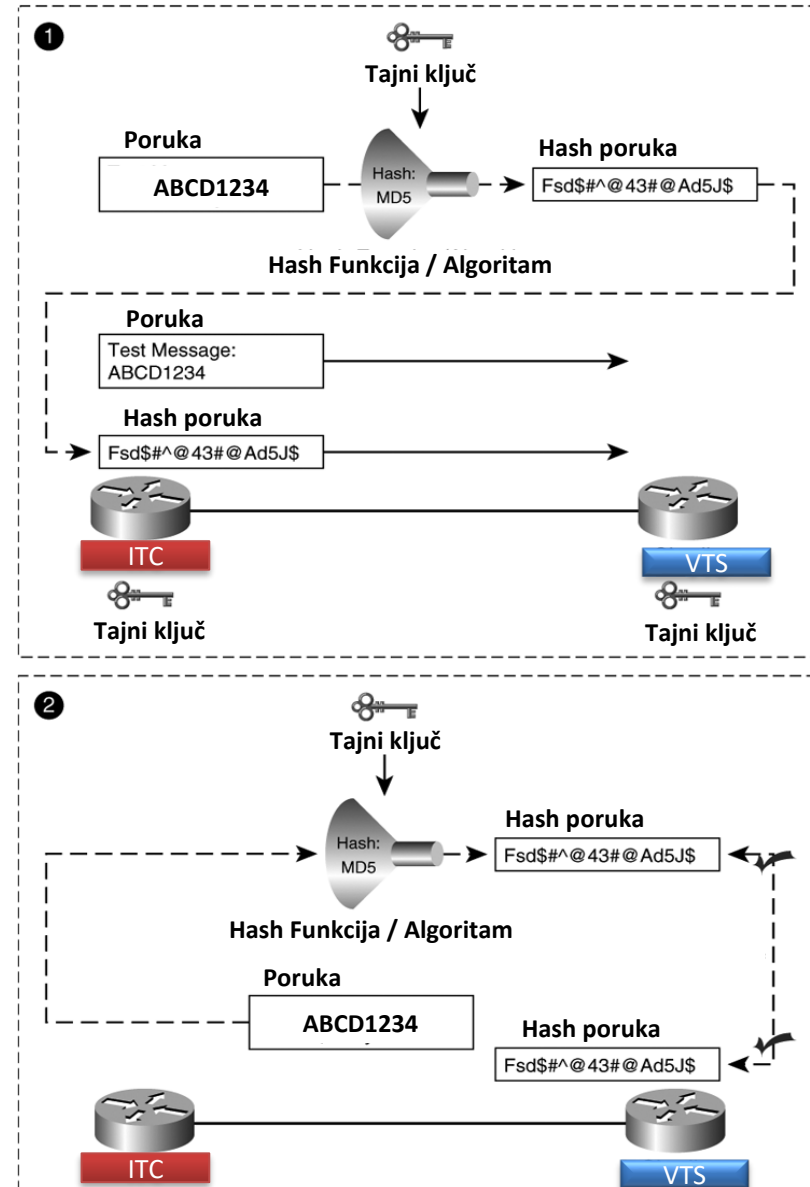 1
Tajni ključ
Poruka
ABCD1234
Hash:
MD5
Hash poruka
Fsd$#^@43#@Ad5J$
Hash Funkcija / Algoritam
Poruka
Test Message:
ABCD1234
Hash poruka
Fsd$#^@43#@Ad5J$
ITC
VTS
Tajni ključ
Tajni ključ
2
Tajni ključ
Hash poruka
Hash:
MD5
Fsd$#^@43#@Ad5J$
Hash Funkcija / Algoritam
Poruka
ABCD1234
Hash poruka
Fsd$#^@43#@Ad5J$
ITC
VTS